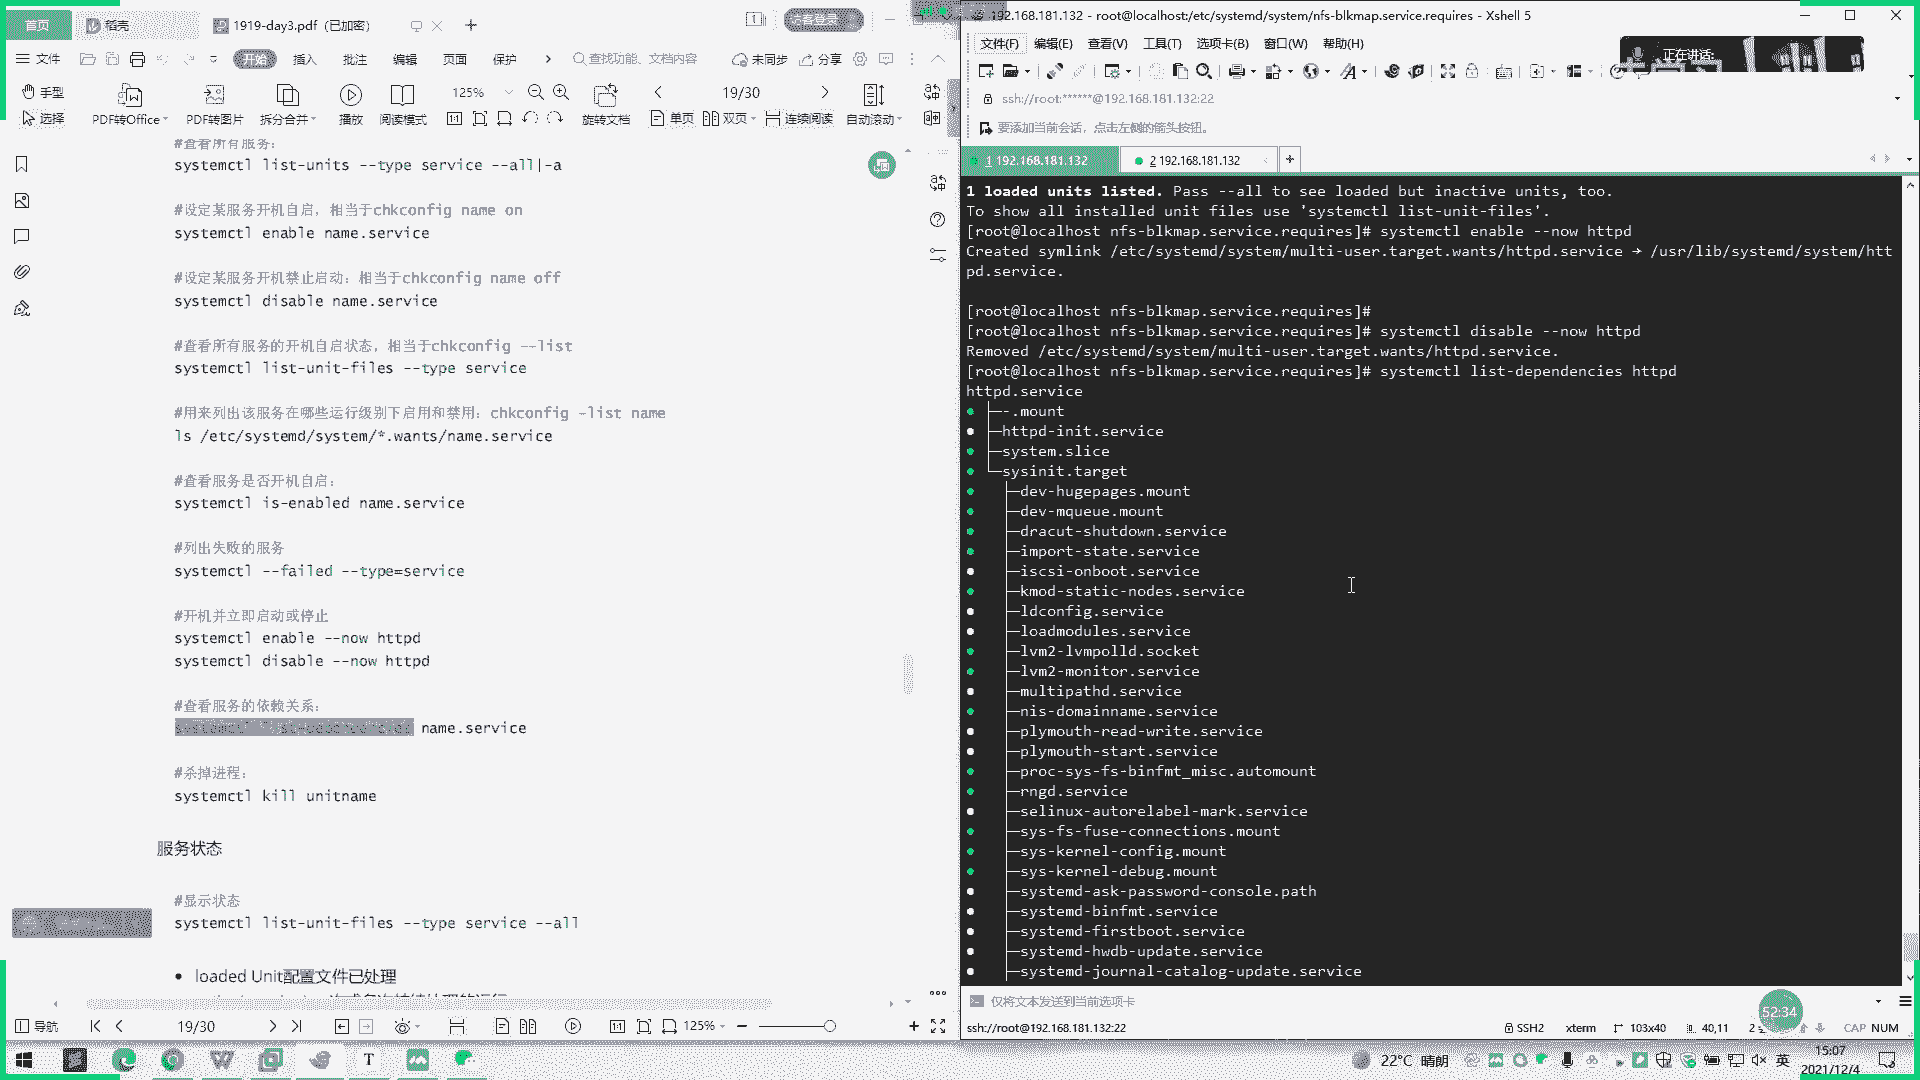 首页
稻壳
1919-day3.pdf（已加密）
访客登录
文件
开始
插入
批注
编辑
页面
保护
查找功能、文档内容
未同步
分享
手型
选择
PDF转Office
PDF转图片
拆分合并
播放
阅读模式
125%
旋转文档
19/30
单页
双页
连续阅读
自动滚动
#查看所有服务：
systemctl list-units --type service --all|-a
#设定某服务开机自启，相当于chkconfig name on
systemctl enable name.service
#设定某服务开机禁止启动：相当于chkconfig name off
systemctl disable name.service
#查看所有服务的开机自启状态，相当于chkconfig --list
systemctl list-unit-files --type service
#用来列出该服务在哪些运行级别下启用和禁用：chkconfig -list name
ls /etc/systemd/system/*.wants/name.service
#查看服务是否开机自启：
systemctl is-enabled name.service
#列出失败的服务
systemctl --failed --type=service
#开机并立即启动或停止
systemctl enable --now httpd
systemctl disable --now httpd
#查看服务的依赖关系：
systemctl list-dependencies name.service
#杀掉进程：
systemctl kill unitname
服务状态
#显示状态
systemctl list-unit-files --type service --all
• loaded Unit配置文件已处理
导航
19/30
125%
192.168.181.132 - root@localhost:/etc/systemd/system/nfs-blkmap.service.requires - Xshell 5
文件(F) 编辑(E) 查看(V) 工具(T) 选项卡(B) 窗口(W) 帮助(H)
正在讲话:
ssh://root:******@192.168.181.132:22
要添加当前会话，点击左侧的箭头按钮。
1 192.168.181.132
2 192.168.181.132
1 loaded units listed. Pass --all to see loaded but inactive units, too.
To show all installed unit files use 'systemctl list-unit-files'.
[root@localhost nfs-blkmap.service.requires]# systemctl enable --now httpd
Created symlink /etc/systemd/system/multi-user.target.wants/httpd.service → /usr/lib/systemd/system/htt
pd.service.
[root@localhost nfs-blkmap.service.requires]#
[root@localhost nfs-blkmap.service.requires]# systemctl disable --now httpd
Removed /etc/systemd/system/multi-user.target.wants/httpd.service.
[root@localhost nfs-blkmap.service.requires]# systemctl list-dependencies httpd
httpd.service
● ├─-.mount
● ├─httpd-init.service
● ├─system.slice
● └─sysinit.target
●   ├─dev-hugepages.mount
●   ├─dev-mqueue.mount
●   ├─dracut-shutdown.service
●   ├─import-state.service
●   ├─iscsi-onboot.service
●   ├─kmod-static-nodes.service
●   ├─ldconfig.service
●   ├─loadmodules.service
●   ├─lvm2-lvmpolld.socket
●   ├─lvm2-monitor.service
●   ├─multipathd.service
●   ├─nis-domainname.service
●   ├─plymouth-read-write.service
●   ├─plymouth-start.service
●   ├─proc-sys-fs-binfmt_misc.automount
●   ├─rngd.service
●   ├─selinux-autorelabel-mark.service
●   ├─sys-fs-fuse-connections.mount
●   ├─sys-kernel-config.mount
●   ├─sys-kernel-debug.mount
●   ├─systemd-ask-password-console.path
●   ├─systemd-binfmt.service
●   ├─systemd-firstboot.service
●   ├─systemd-hwdb-update.service
●   ├─systemd-journal-catalog-update.service
仅将文本发送到当前选项卡
52:34
ssh://root@192.168.181.132:22
SSH2
xterm
103x40
40,11
CAP NUM
22°C 晴朗
英
15:07
2021/12/4